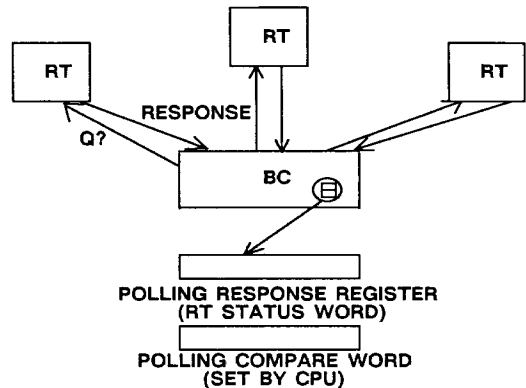 RT
RT
RT
RESPONSE
Q?
BC
POLLING RESPONSE REGISTER
(RT STATUS WORD)
POLLING COMPARE WORD
(SET BY CPU)